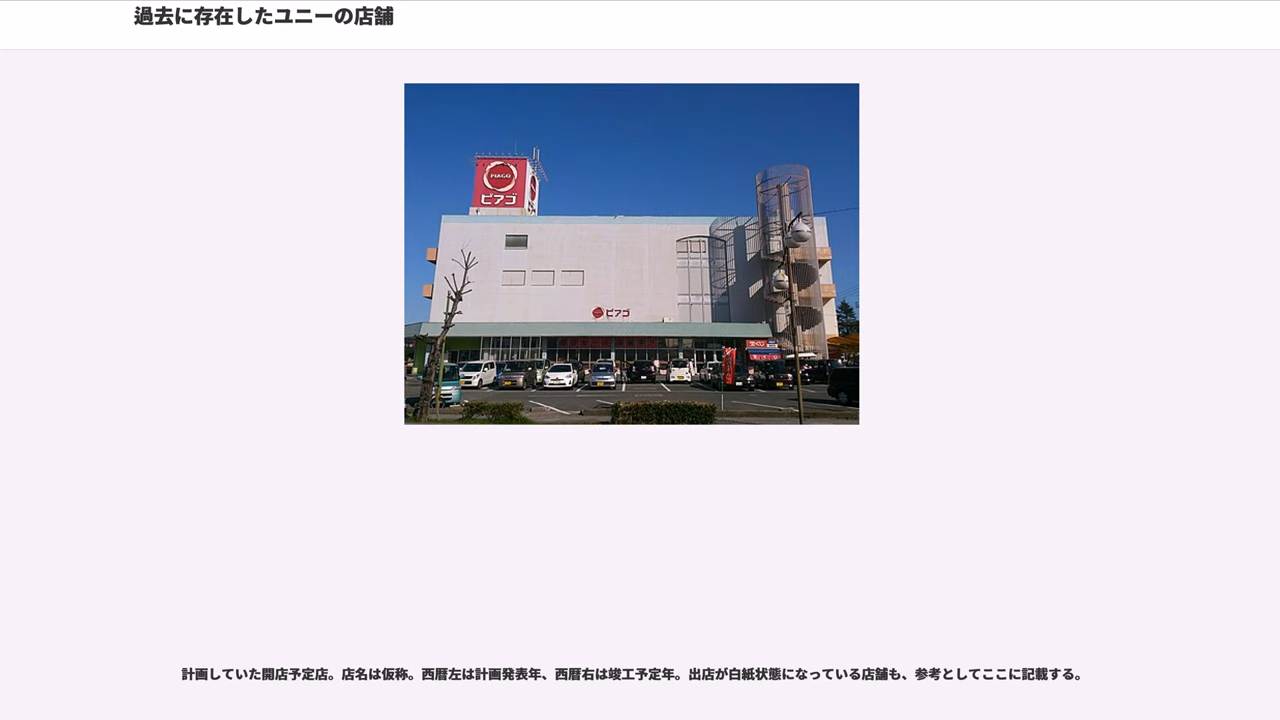 過去に存在したユニーの店舗
PIAGO
ピアゴ
ピアゴ
計画していた開店予定店。店名は仮称。西暦左は計画発表年、西暦右は竣工予定年。出店が白紙状態になっている店舗も、参考としてここに記載する。